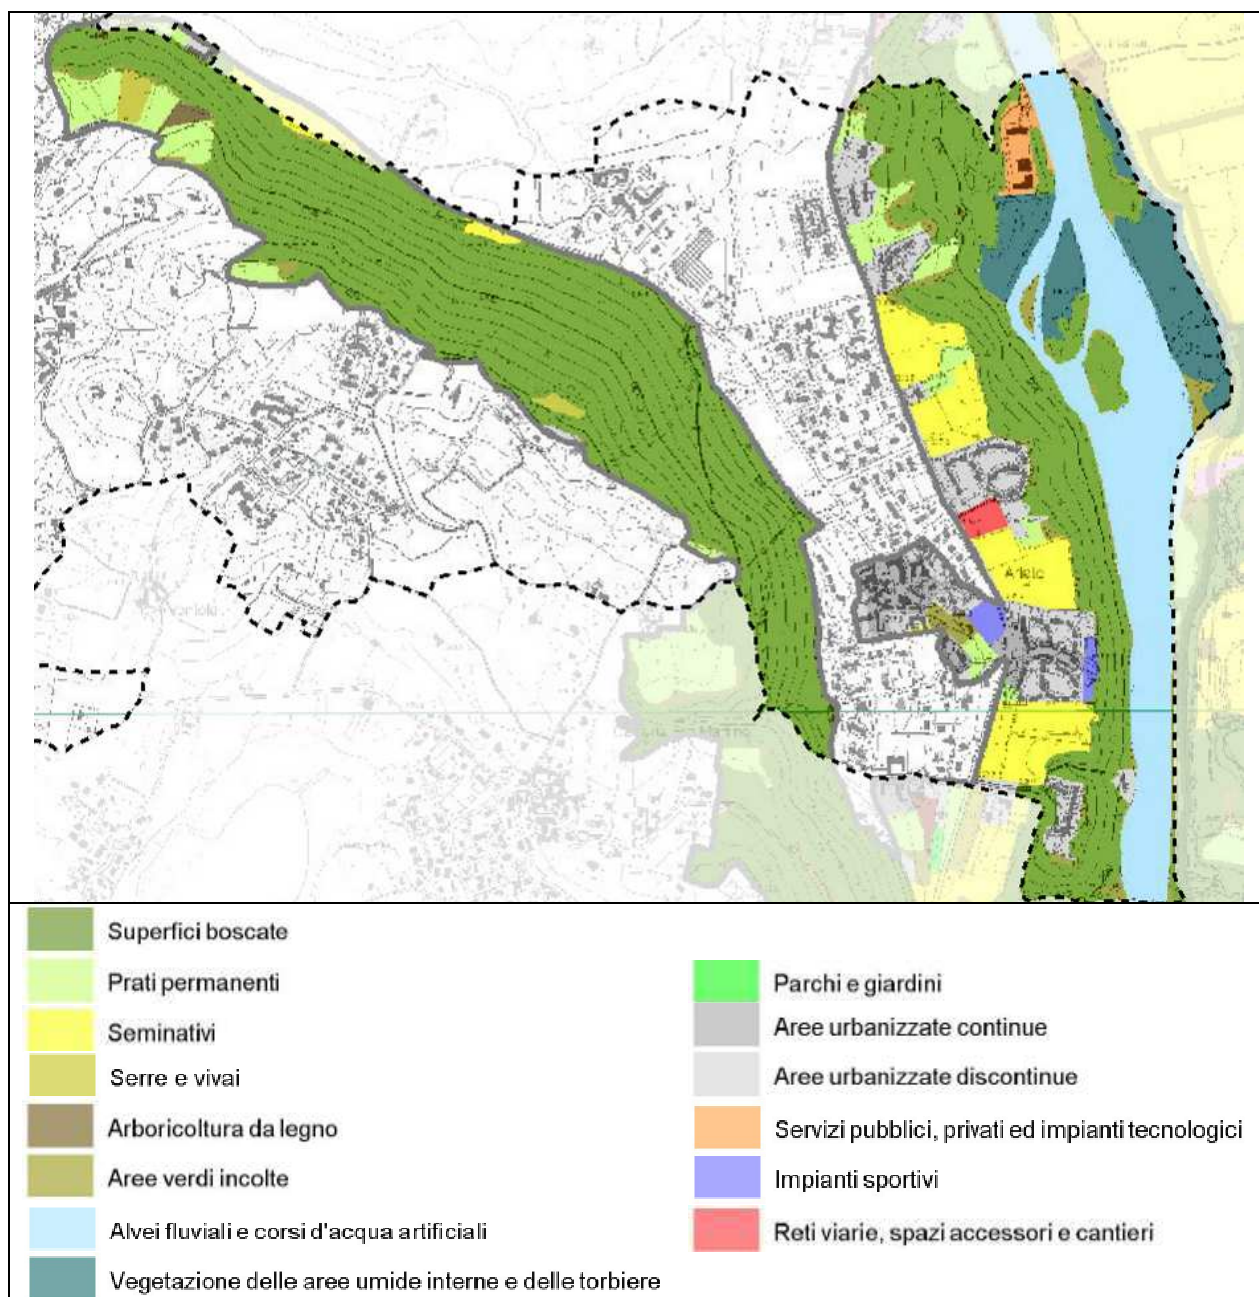 Superfici boscate
Prati permanenti
Seminativi
Serre e vivai
Arboricoltura da legno
Aree verdi incolte
Alvei fluviali e corsi d'acqua artificiali
Vegetazione delle aree umide interne e delle torbiere
Parchi e giardini
Aree urbanizzate continue
Aree urbanizzate discontinue
Servizi pubblici, privati ed impianti tecnologici
Impianti sportivi
Reti viarie, spazi accessori e cantieri